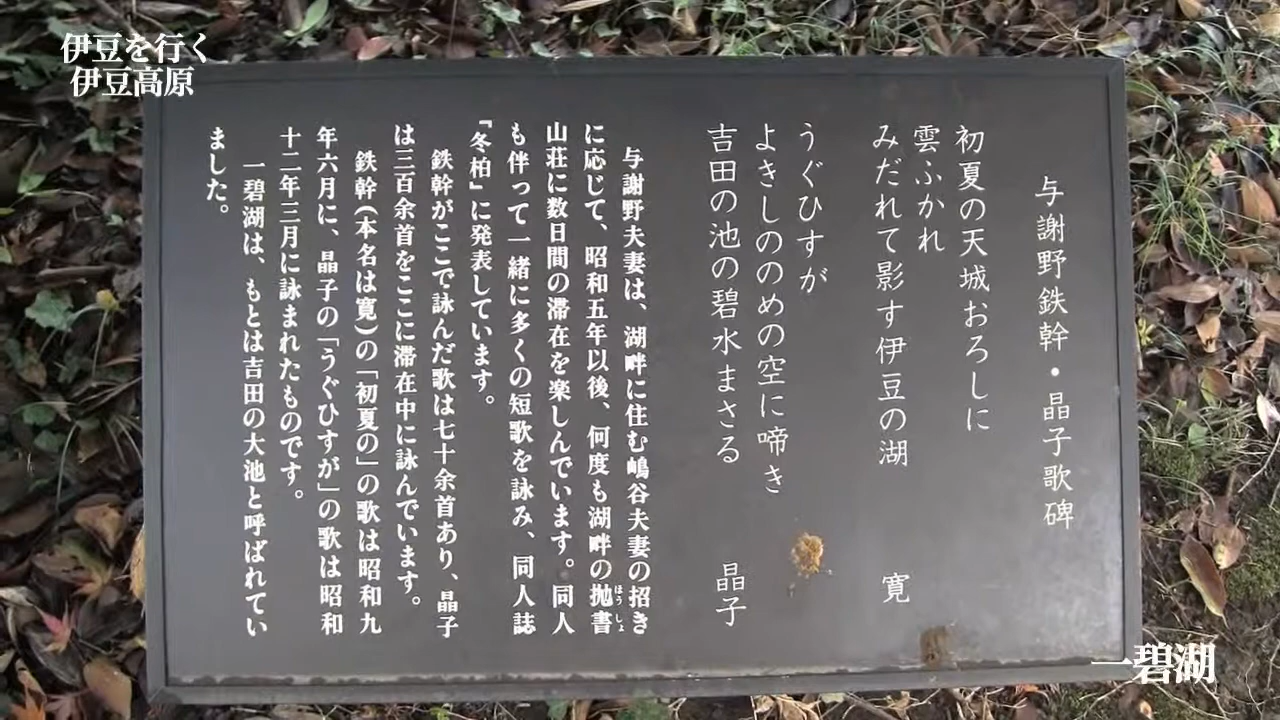 伊豆を行く
伊豆高原
与謝野鉄幹・晶子歌碑
初夏の天城おろしに
雲ふかれ
みだれて影す伊豆の湖
寛
うぐひすが
よきしののめの空に啼き
吉田の池の碧水まさる
晶子
与謝野夫妻は、湖畔に住む嶋谷夫妻の招き
に応じて、昭和五年以後、何度も湖畔の抛書
ほうしょ
山荘に数日間の滞在を楽しんでいます。同人
も伴って一緒に多くの短歌を詠み、同人誌
「冬柏」に発表しています。
鉄幹がここで詠んだ歌は七十余首あり、晶子
は三百余首をここに滞在中に詠んでいます。
鉄幹(本名は寛)の「初夏の」の歌は昭和九
年六月に、晶子の「うぐひすが」の歌は昭和
十二年三月に詠まれたものです。
一碧湖は、もとは吉田の大池と呼ばれてい
ました。
一碧湖